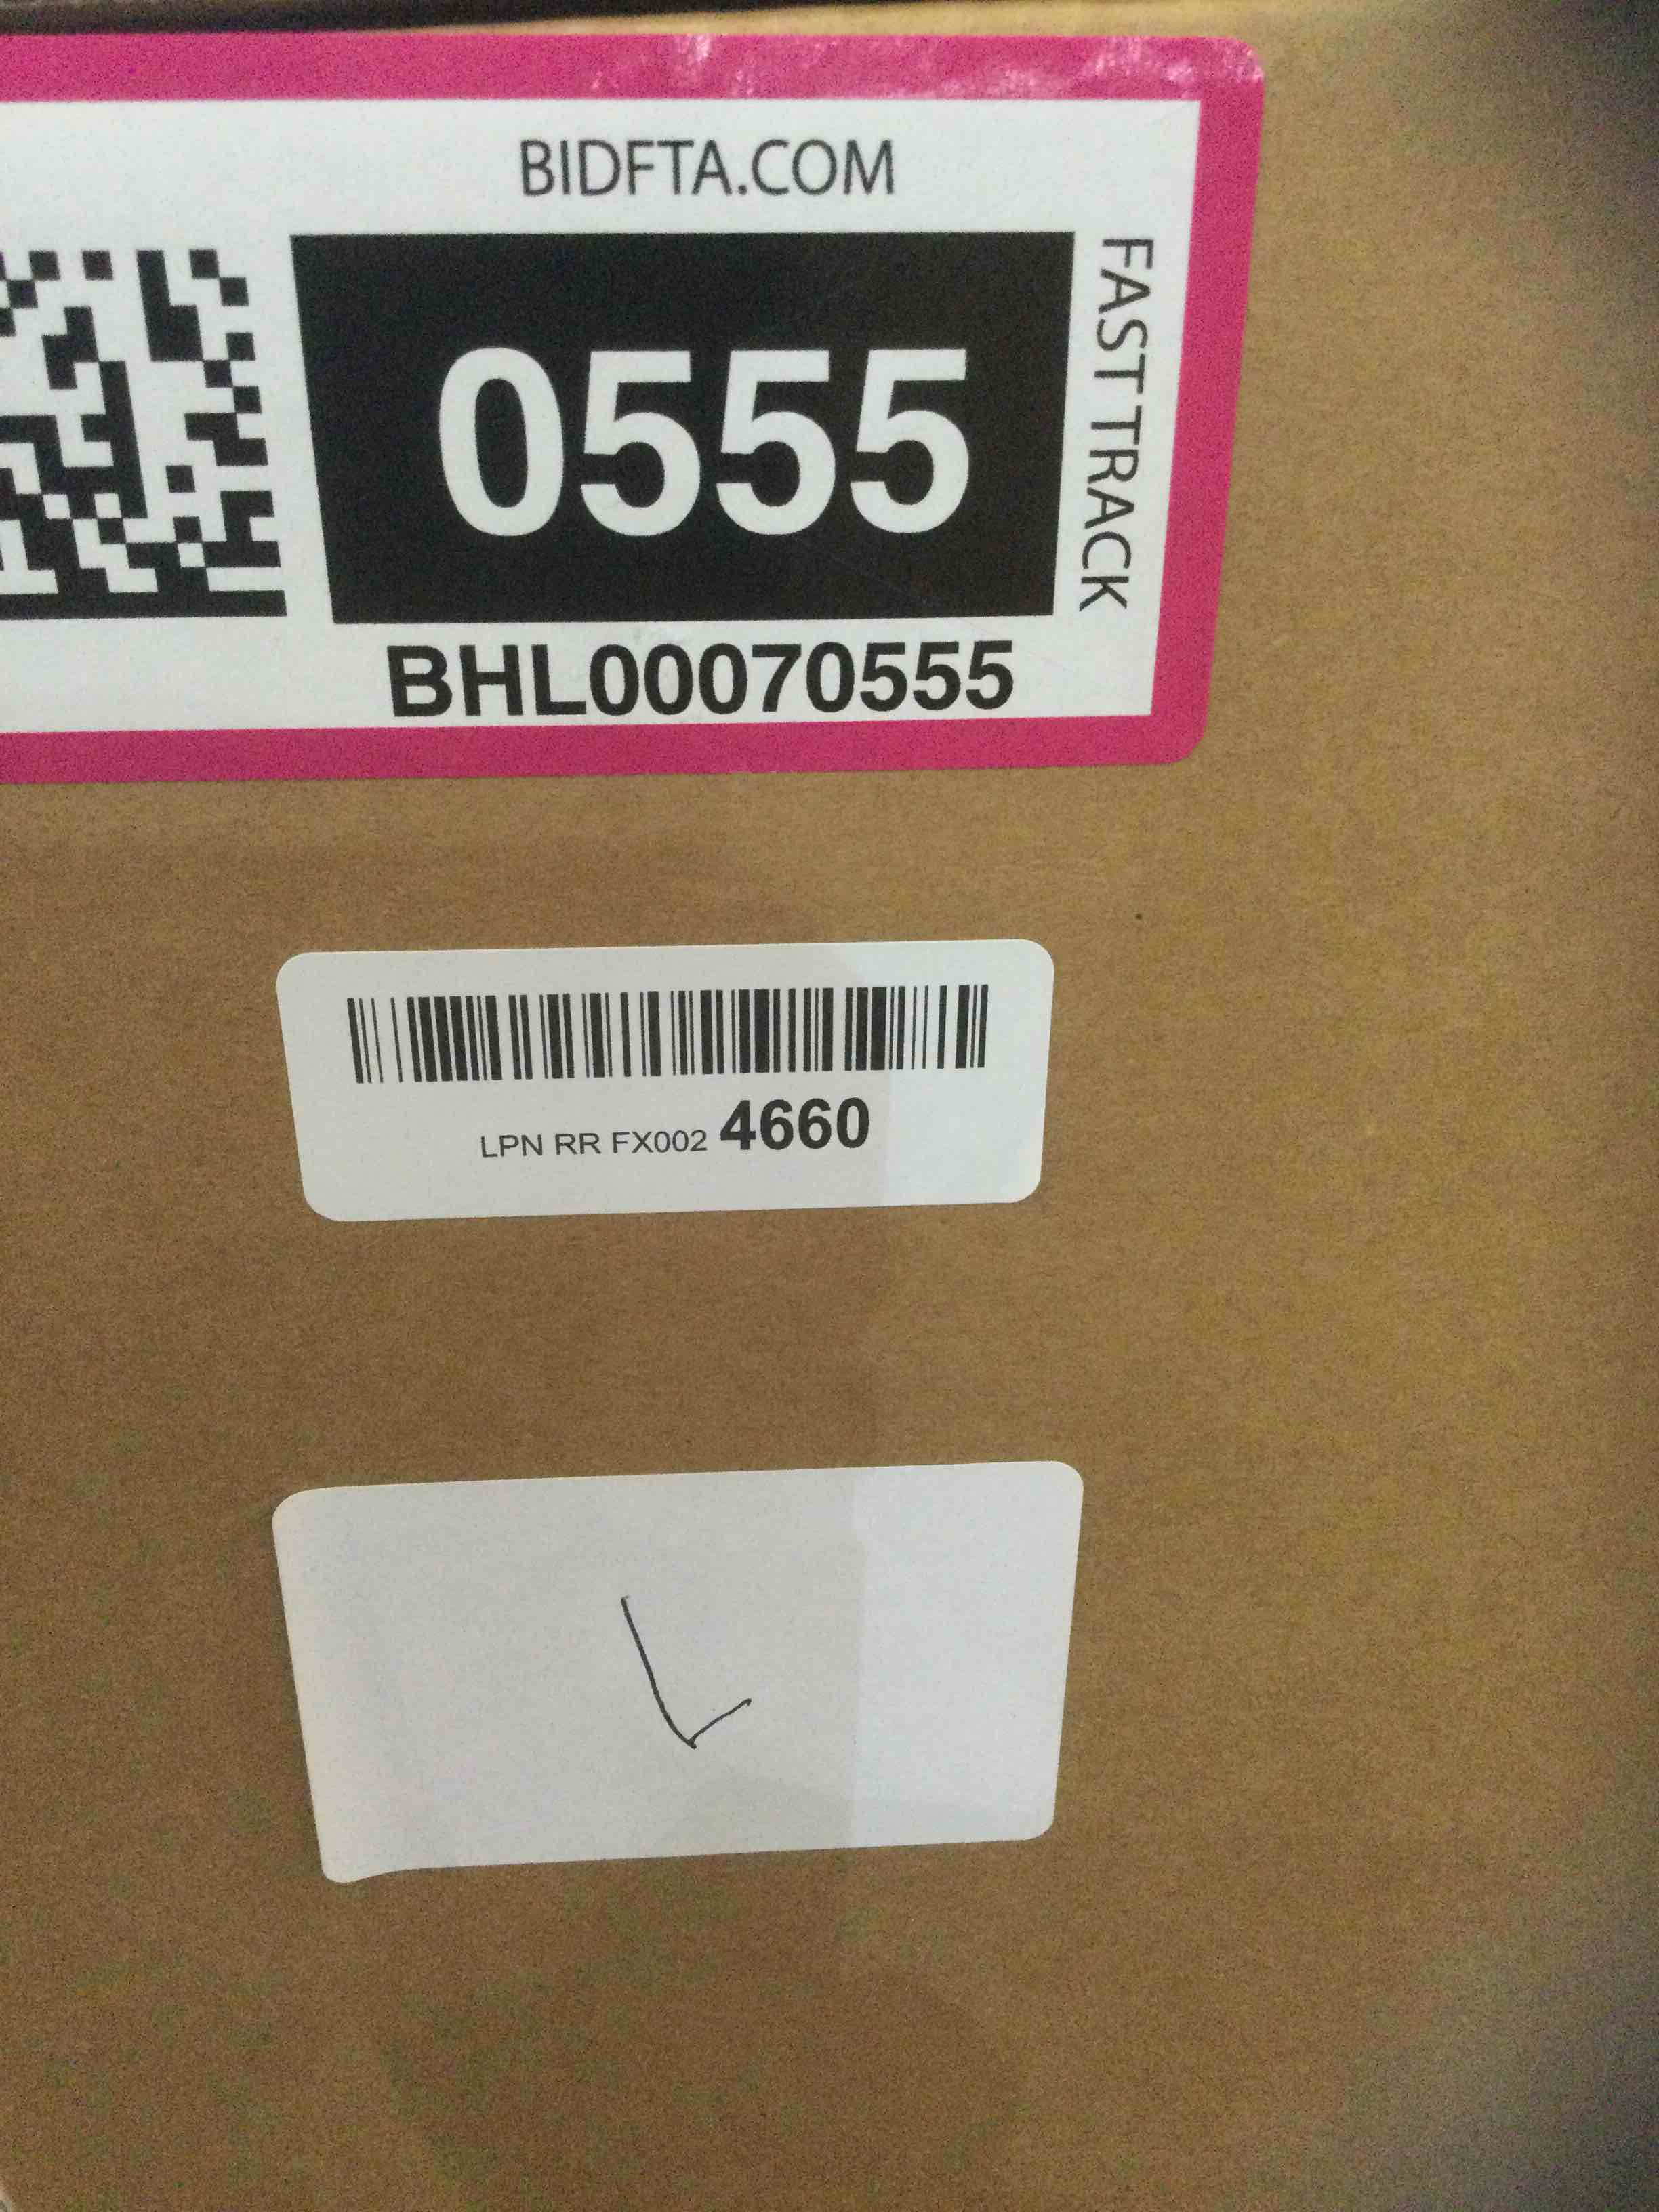 BIDFTA.COM
0555
FAST TRACK
BHL00070555
LPN RR FX002 4660